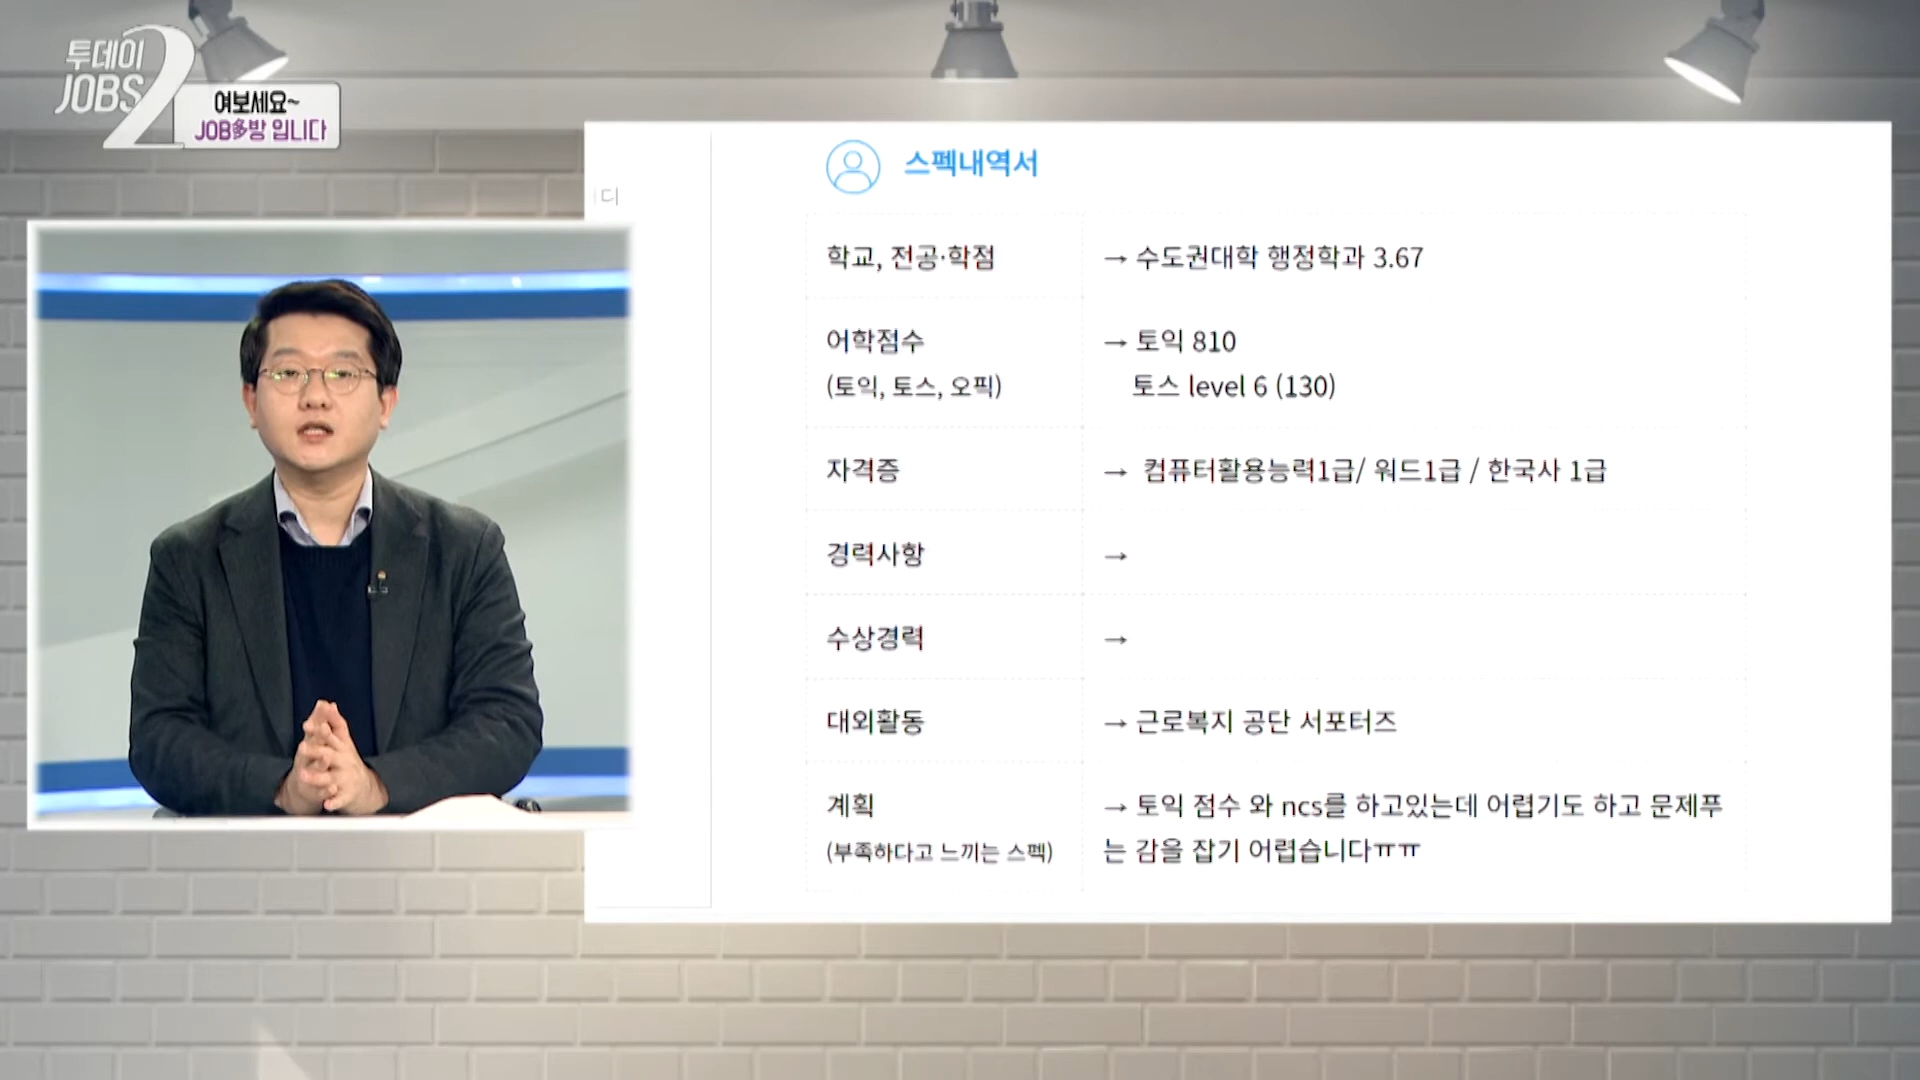 투데이
JOBS 2
여보세요~
JOB多방 입니다
디
스펙내역서
학교, 전공·학점
→ 수도권대학 행정학과 3.67
어학점수
(토익, 토스, 오픽)
→ 토익 810
토스 level 6 (130)
자격증
→ 컴퓨터활용능력1급/ 워드1급 / 한국사 1급
경력사항
→
수상경력
→
대외활동
→ 근로복지 공단 서포터즈
계획
(부족하다고 느끼는 스펙)
→ 토익 점수 와 ncs를 하고있는데 어렵기도 하고 문제푸
는 감을 잡기 어렵습니다ㅠㅠ